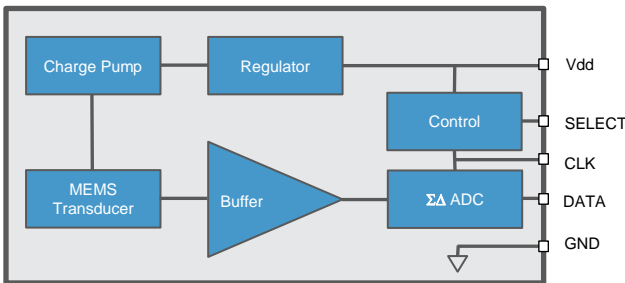 Charge Pump
Regulator
Vdd
Control
SELECT
CLK
MEMS
Transducer
Buffer
ΣΔ ADC
DATA
GND